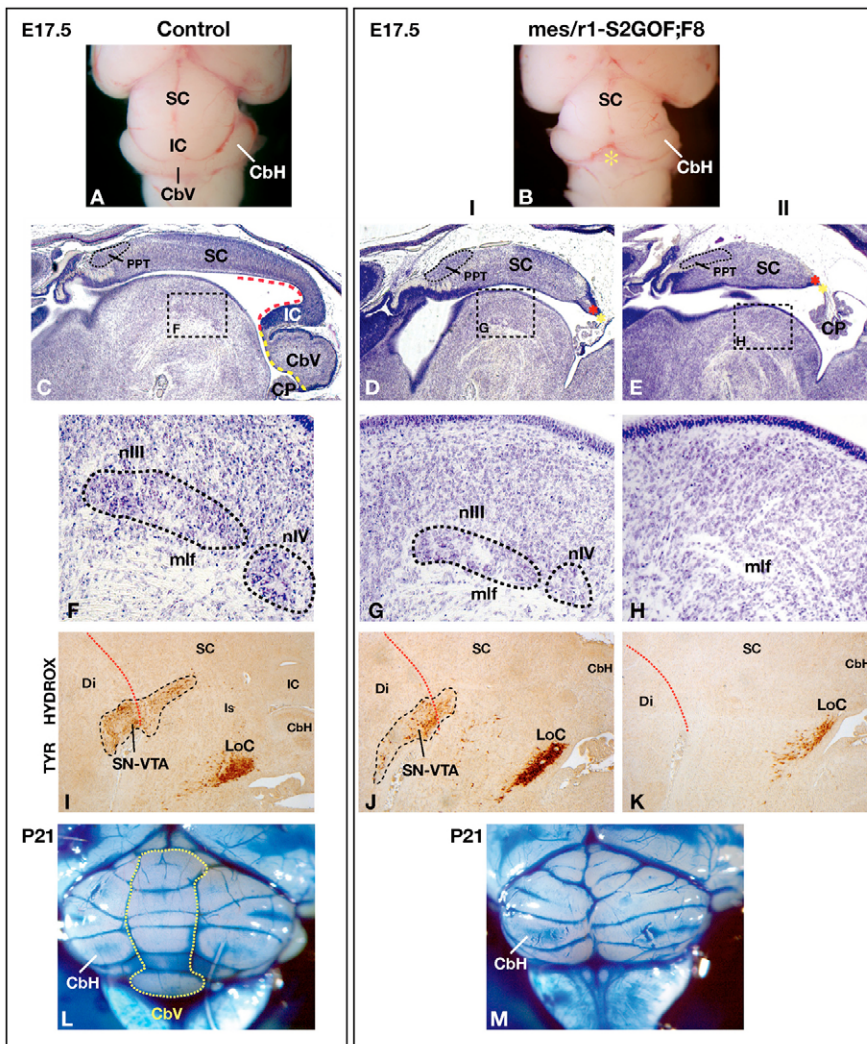 E17.5 Control
E17.5 mes/r1-S2GOF;F8
SC
IC
CbH
CbV
A
SC
CbH
*
B
I
II
SC
PPT
F
IC
CbV
CP
C
SC
PPT
G
D
SC
PPT
CP
H
E
nIII
nIV
mlf
F
nIII
nIV
mlf
G
mlf
H
TYR HYDROX
SC
Di
Is
IC
CbH
LoC
SN-VTA
I
SC
CbH
Di
LoC
SN-VTA
J
SC
CbH
Di
LoC
K
P21
CbH
CbV
L
P21
CbH
M